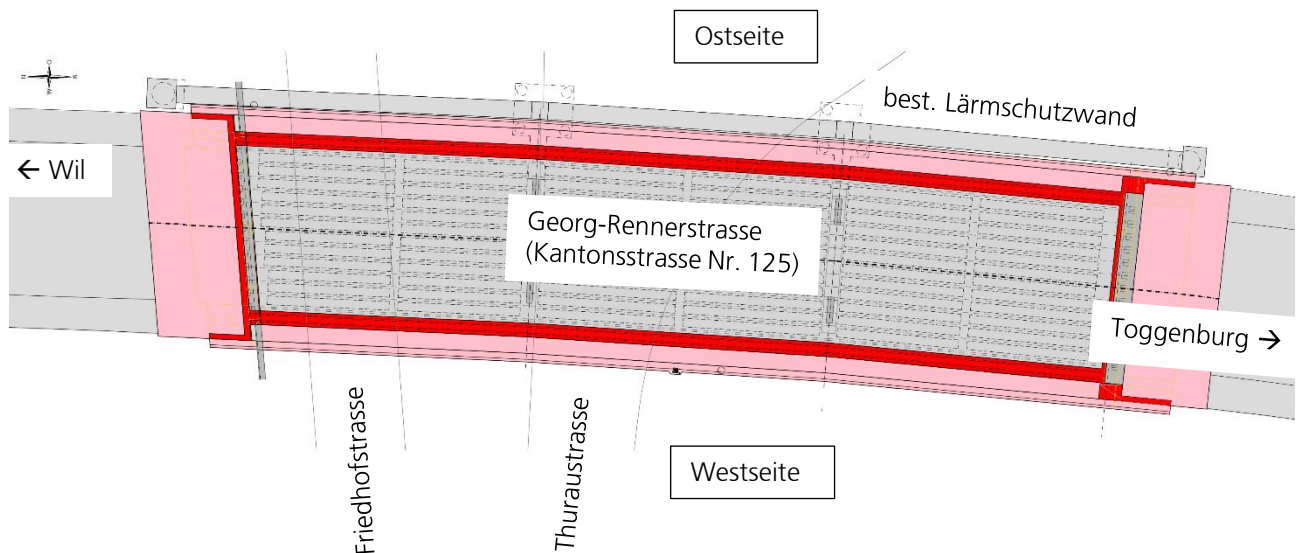 Ostseite
best. Lärmschutzwand
← Wil
Georg-Rennerstrasse
(Kantonsstrasse Nr. 125)
Toggenburg →
Friedhofstrasse
Thuraustrasse
Westseite